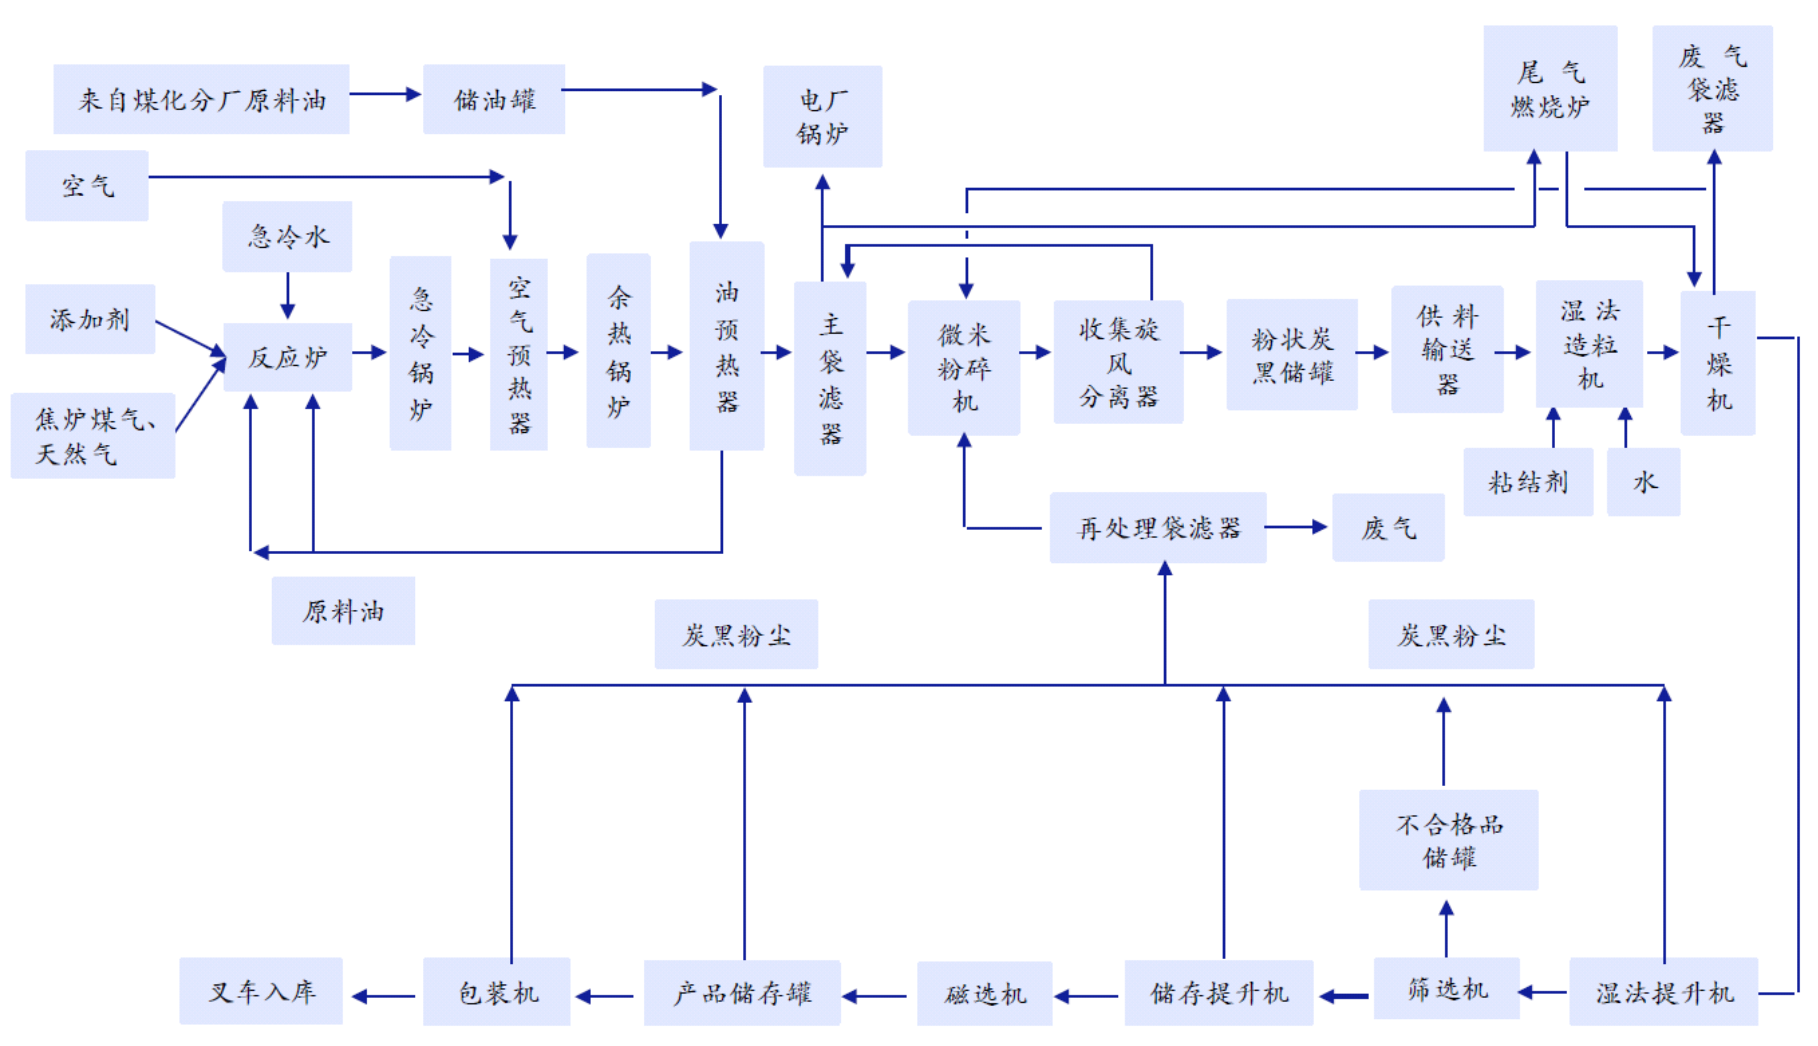 来自煤化分厂原料油
储油罐
电厂
锅炉
尾 气
燃烧炉
废 气
袋滤
器
空气
急冷水
添加剂
焦炉煤气、
天然气
反应炉
急
冷
锅
炉
空
气
预
热
器
余
热
锅
炉
油
预
热
器
主
袋
滤
器
微米
粉碎
机
收集旋
风
分离器
粉状炭
黑储罐
供 料
输送
器
湿 法
造粒
机
干
燥
机
粘结剂
水
再处理袋滤器
废气
原料油
炭黑粉尘
炭黑粉尘
不合格品
储罐
叉车入库
包装机
产品储存罐
磁选机
储存提升机
筛选机
湿法提升机